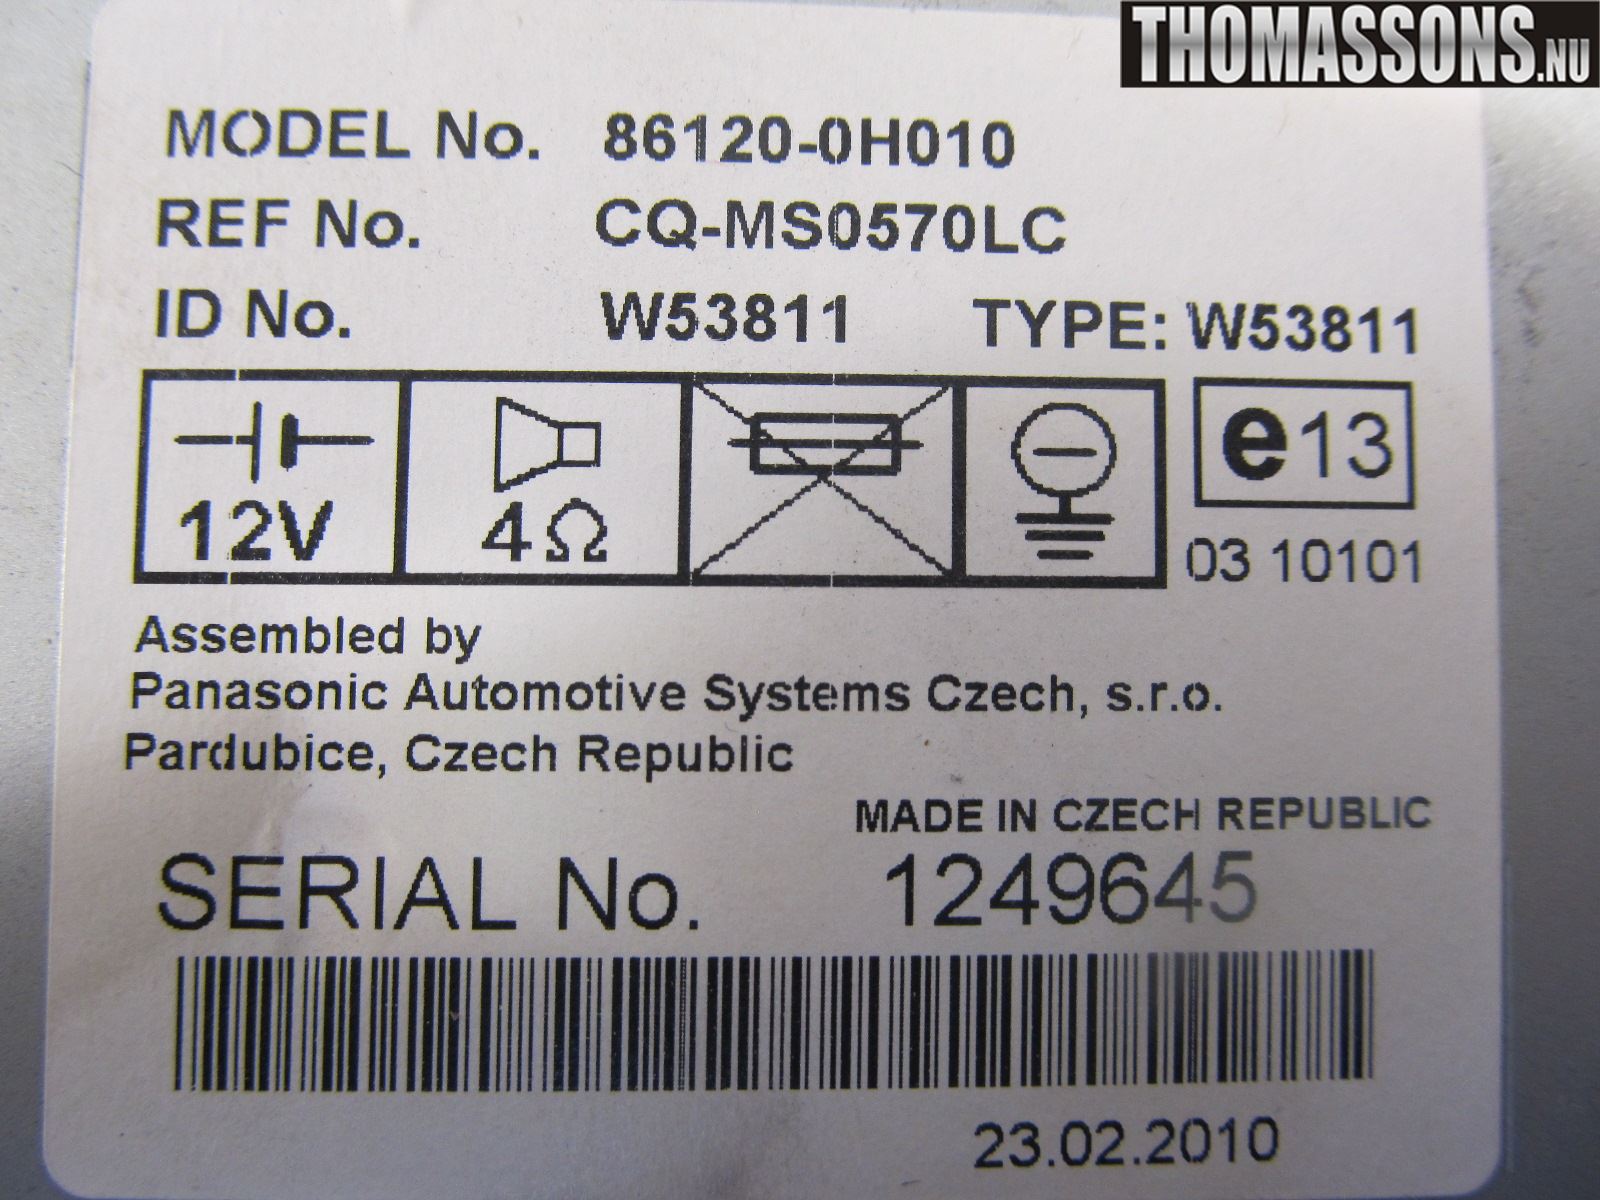 THOMASSONS.NU
MODEL No. 86120-0H010
REF No. CQ-MS0570LC
ID No. W53811 TYPE: W53811
12V 4Ω e13
03 10101
Assembled by
Panasonic Automotive Systems Czech, s.r.o.
Pardubice, Czech Republic
MADE IN CZECH REPUBLIC
SERIAL No. 1249645
23.02.2010